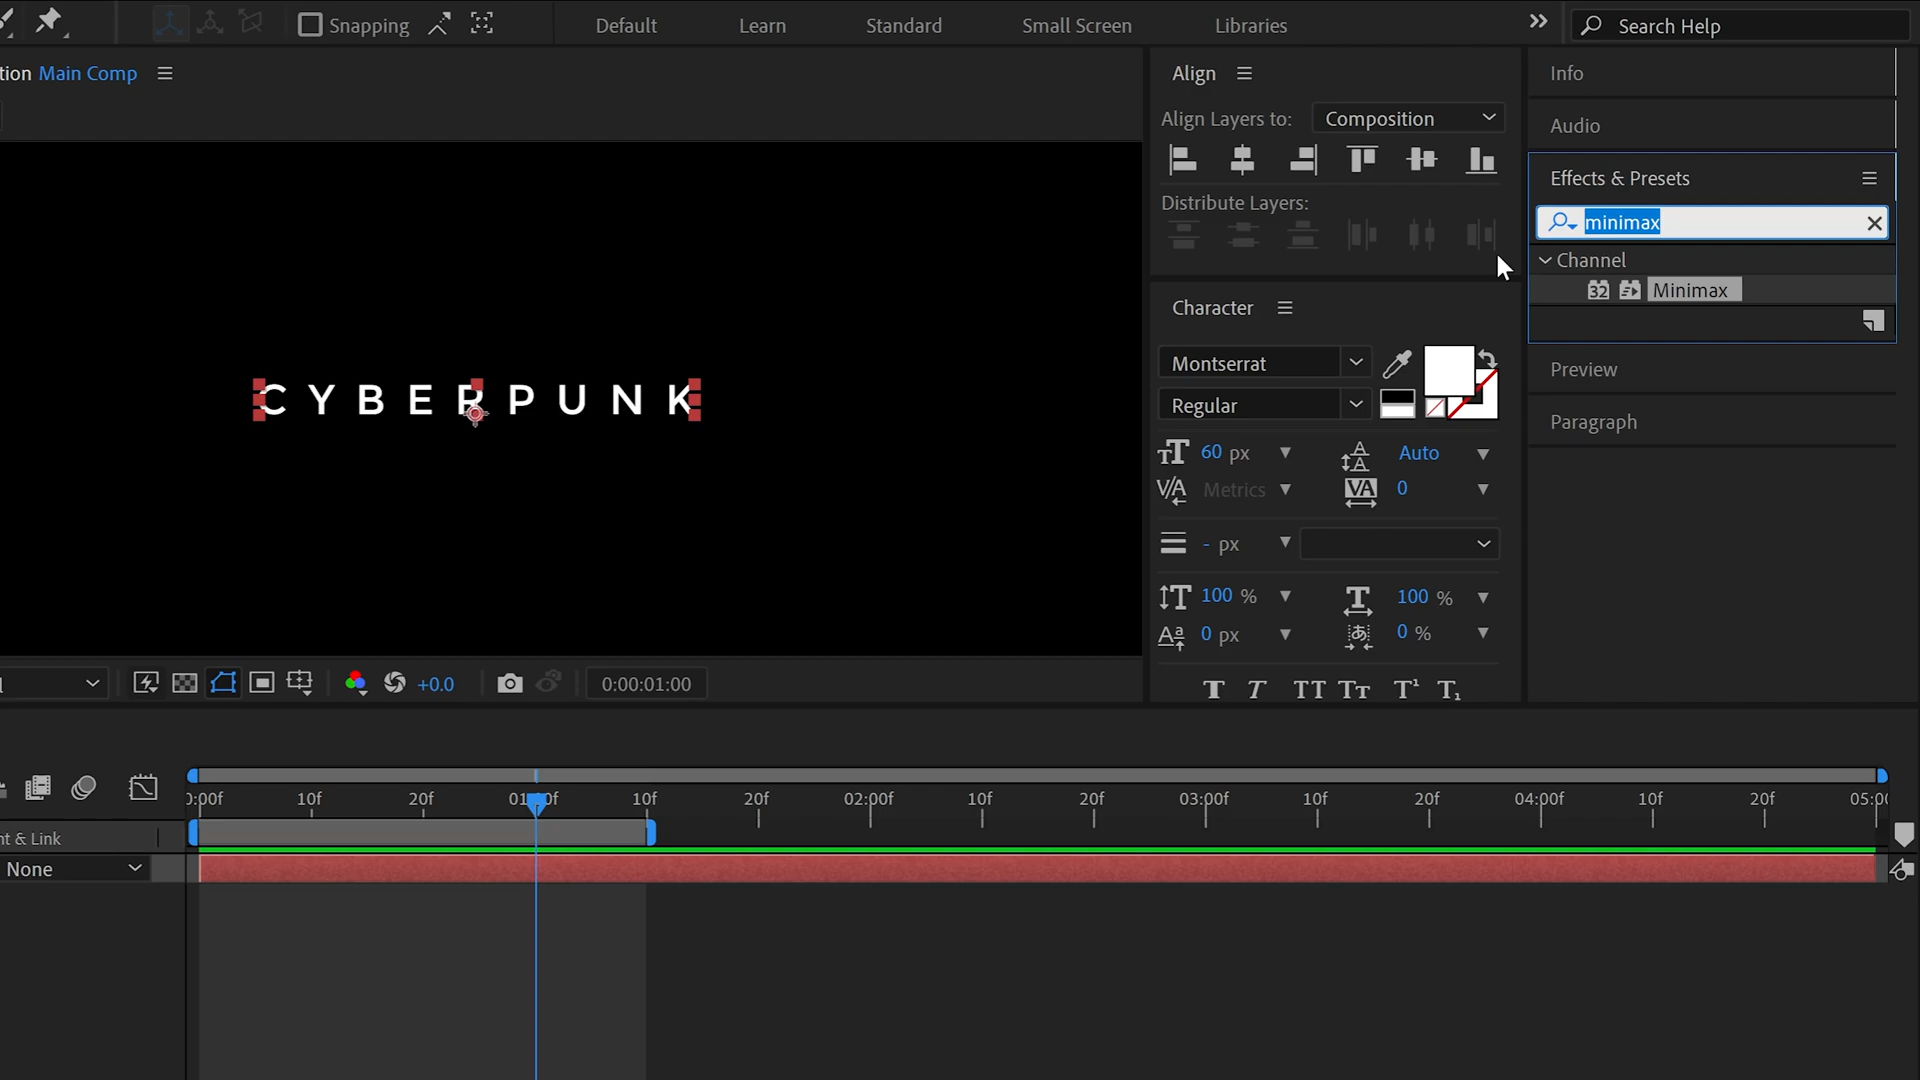 Snapping
Default
Learn
Standard
Small Screen
Libraries
Search Help
tion Main Comp
Align
Align Layers to: Composition
Distribute Layers:
Info
Audio
Effects & Presets
minimax
Channel
32 Minimax
Preview
Paragraph
CYBERPUNK
Character
Montserrat
Regular
60 px
Auto
Metrics
0
- px
100 %
100 %
0 px
0 %
+0.0
0:00:01:00
0:00f 10f 20f 01:00f 10f 20f 02:00f 10f 20f 03:00f 10f 20f 04:00f 10f 20f 05:00
nt & Link
None